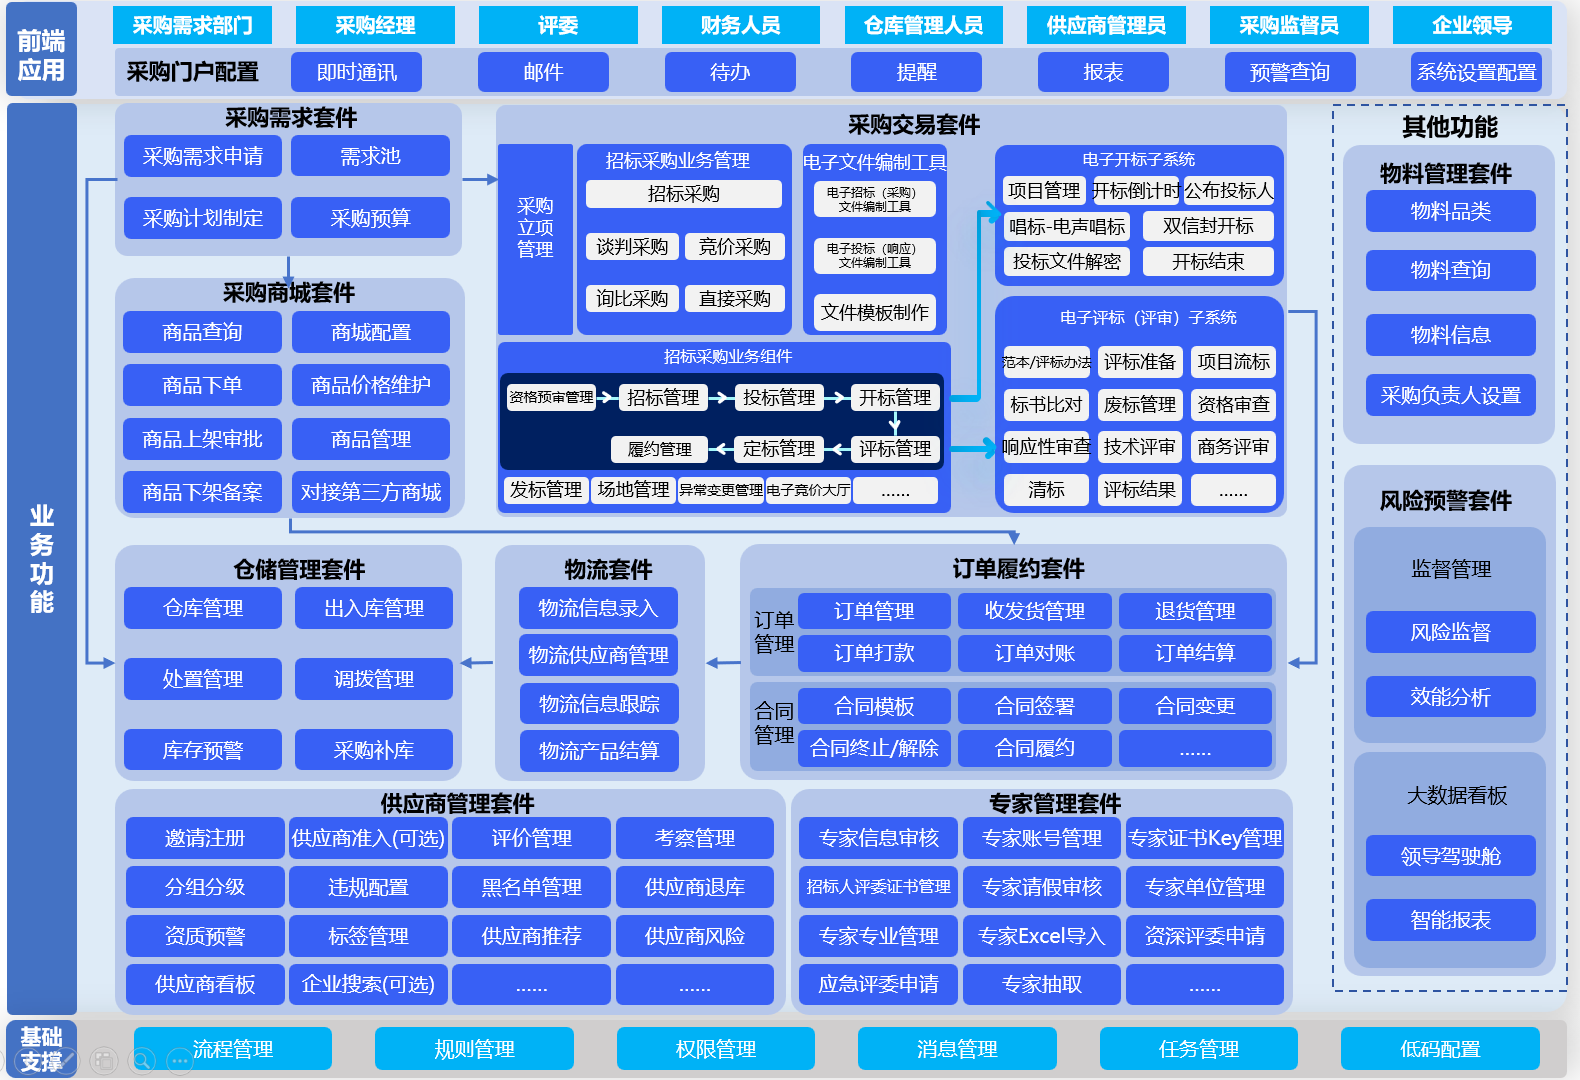 前端
应用
采购需求部门
采购经理
评委
财务人员
仓库管理人员
供应商管理员
采购监督员
企业领导
采购门户配置
即时通讯
邮件
待办
提醒
报表
预警查询
系统设置配置
业
务
功
能
采购需求套件
采购需求申请
需求池
采购计划制定
采购预算
采购商城套件
商品查询
商城配置
商品下单
商品价格维护
商品上架审批
商品管理
商品下架备案
对接第三方商城
采购交易套件
采购
立项
管理
招标采购业务管理
招标采购
谈判采购
竞价采购
询比采购
直接采购
电子文件编制工具
电子招标（采购）
文件编制工具
电子投标（响应）
文件编制工具
文件模板制作
招标采购业务组件
资格预审管理
招标管理
投标管理
开标管理
履约管理
定标管理
评标管理
发标管理
场地管理
异常变更管理
电子竞价大厅
......
电子开标子系统
项目管理
开标倒计时
公布投标人
唱标-电声唱标
双信封开标
投标文件解密
开标结束
电子评标（评审）子系统
范本/评标办法
评标准备
项目流标
标书比对
废标管理
资格审查
响应性审查
技术评审
商务评审
清标
评标结果
......
仓储管理套件
仓库管理
出入库管理
处置管理
调拨管理
库存预警
采购补库
物流套件
物流信息录入
物流供应商管理
物流信息跟踪
物流产品结算
订单履约套件
订单
管理
订单管理
收发货管理
退货管理
订单打款
订单对账
订单结算
合同
管理
合同模板
合同签署
合同变更
合同终止/解除
合同履约
......
供应商管理套件
邀请注册
供应商准入(可选)
评价管理
考察管理
分组分级
违规配置
黑名单管理
供应商退库
资质预警
标签管理
供应商推荐
供应商风险
供应商看板
企业搜索(可选)
......
......
专家管理套件
专家信息审核
专家账号管理
专家证书Key管理
招标人评委证书管理
专家请假审核
专家单位管理
专家专业管理
专家Excel导入
资深评委申请
应急评委申请
专家抽取
......
其他功能
物料管理套件
物料品类
物料查询
物料信息
采购负责人设置
风险预警套件
监督管理
风险监督
效能分析
大数据看板
领导驾驶舱
智能报表
基础
支撑
流程管理
规则管理
权限管理
消息管理
任务管理
低码配置